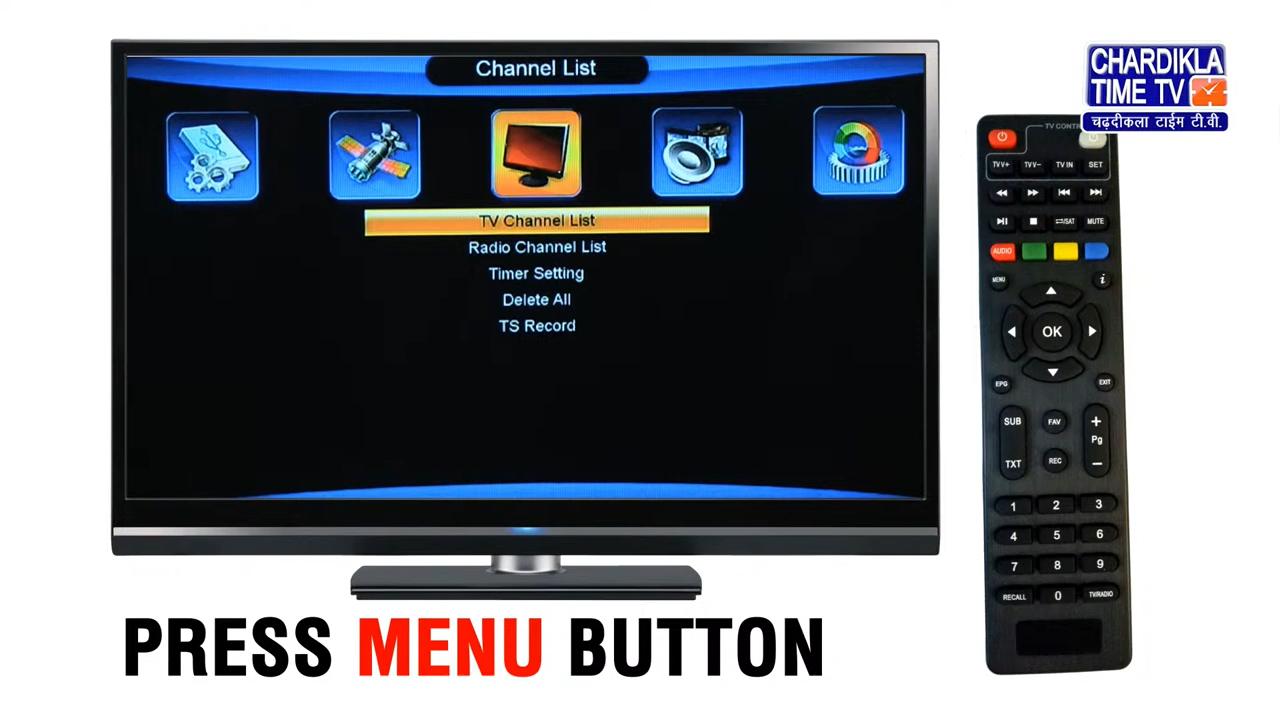 Channel List
TV Channel List
Radio Channel List
Timer Setting
Delete All
TS Record
PRESS MENU BUTTON
CHARDIKLA
TIME TV
चढ़दीकला टाईम टी.वी.
TV V+ TV V− TV IN SET
/SAT MUTE
AUDIO
MENU i
OK
EPG EXIT
SUB FAV +
Pg
TXT REC −
1 2 3
4 5 6
7 8 9
RECALL 0 TV/RADIO